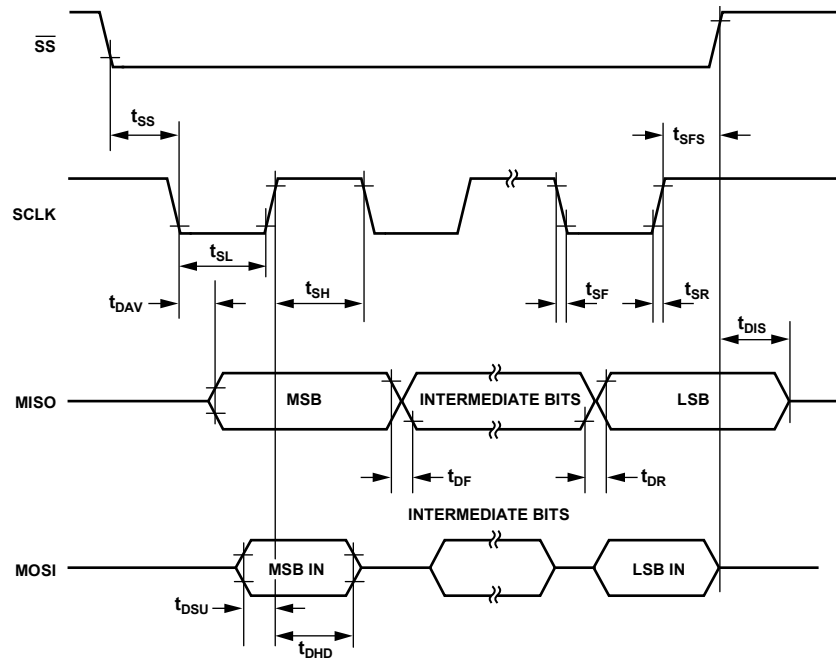 SS
tSS
tSFS
SCLK
tSL
tSH
tSF
tSR
tDAV
tDIS
MISO
MSB
INTERMEDIATE BITS
LSB
tDF
tDR
INTERMEDIATE BITS
MOSI
MSB IN
LSB IN
tDSU
tDHD